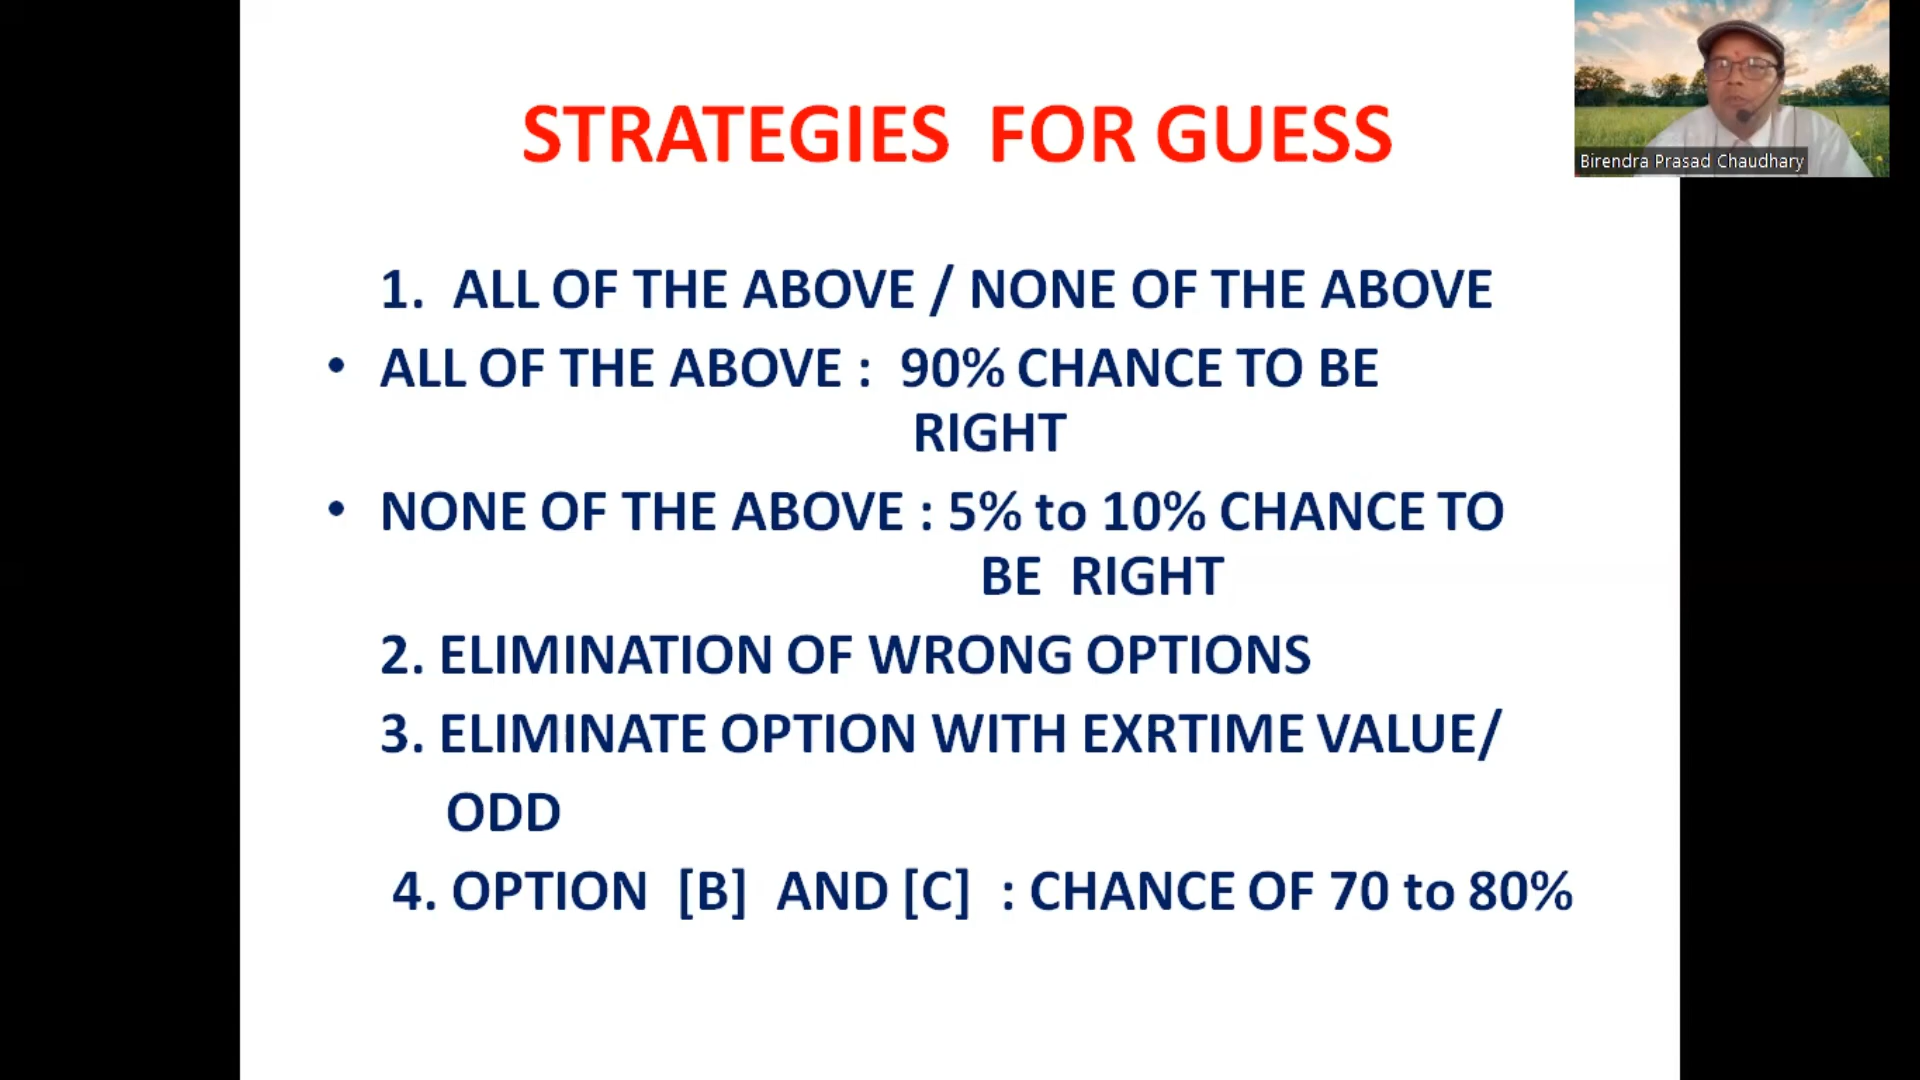 STRATEGIES FOR GUESS
Birendra Prasad Chaudhary
1. ALL OF THE ABOVE / NONE OF THE ABOVE
• ALL OF THE ABOVE : 90% CHANCE TO BE
RIGHT
• NONE OF THE ABOVE : 5% to 10% CHANCE TO
BE RIGHT
2. ELIMINATION OF WRONG OPTIONS
3. ELIMINATE OPTION WITH EXRTIME VALUE/
ODD
4. OPTION [B] AND [C] : CHANCE OF 70 to 80%